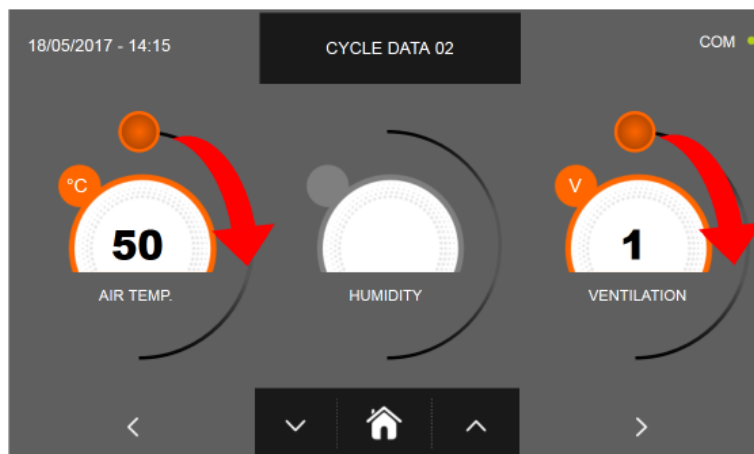 18/05/2017 - 14:15
CYCLE DATA 02
COM
°C
50
AIR TEMP.
HUMIDITY
V
1
VENTILATION